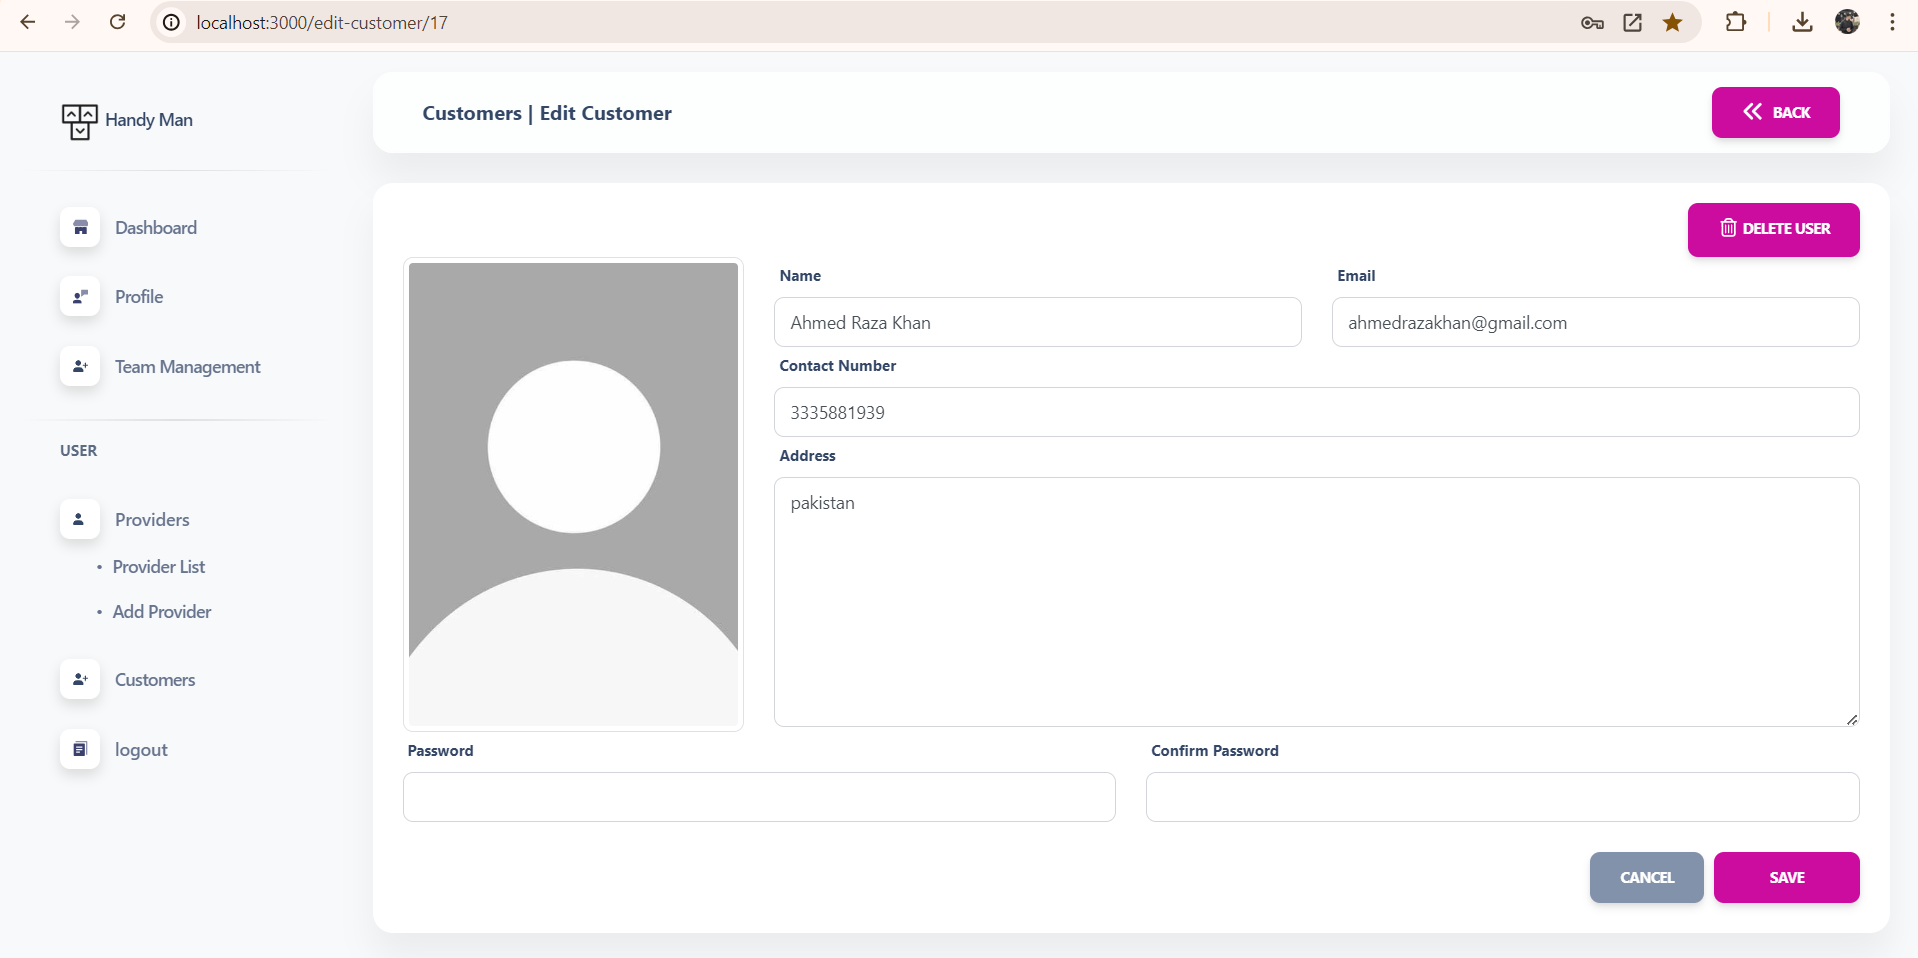 localhost:3000/edit-customer/17
Handy Man
Customers | Edit Customer
BACK
Dashboard
Profile
Team Management
USER
Providers
• Provider List
• Add Provider
Customers
logout
DELETE USER
Name
Email
Ahmed Raza Khan
ahmedrazakhan@gmail.com
Contact Number
3335881939
Address
pakistan
Password
Confirm Password
CANCEL
SAVE